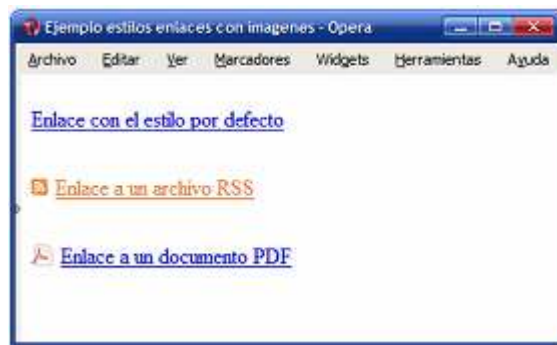 Ejemplo estilos enlaces con imagenes - Opera
Archivo Editar Ver Marcadores Widgets Herramientas Ayuda
Enlace con el estilo por defecto
Enlace a un archivo RSS
Enlace a un documento PDF